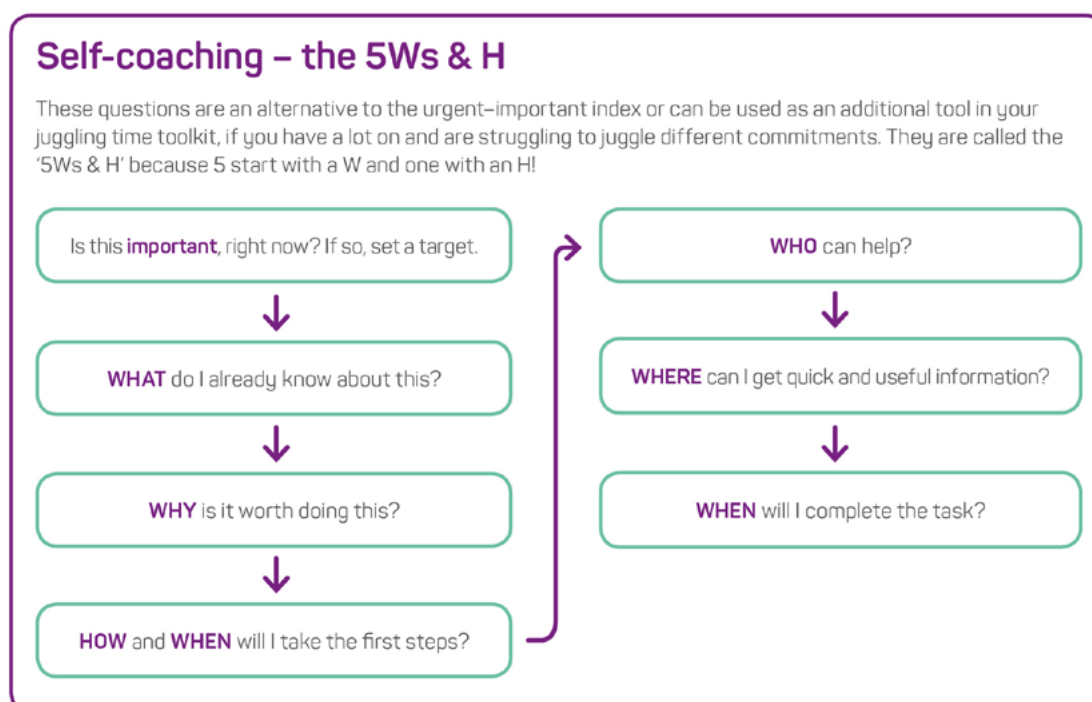 Self-coaching – the 5Ws & H
These questions are an alternative to the urgent–important index or can be used as an additional tool in your
juggling time toolkit, if you have a lot on and are struggling to juggle different commitments. They are called the
‘5Ws & H’ because 5 start with a W and one with an H!
Is this important, right now? If so, set a target.
WHAT do I already know about this?
WHY is it worth doing this?
HOW and WHEN will I take the first steps?
WHO can help?
WHERE can I get quick and useful information?
WHEN will I complete the task?